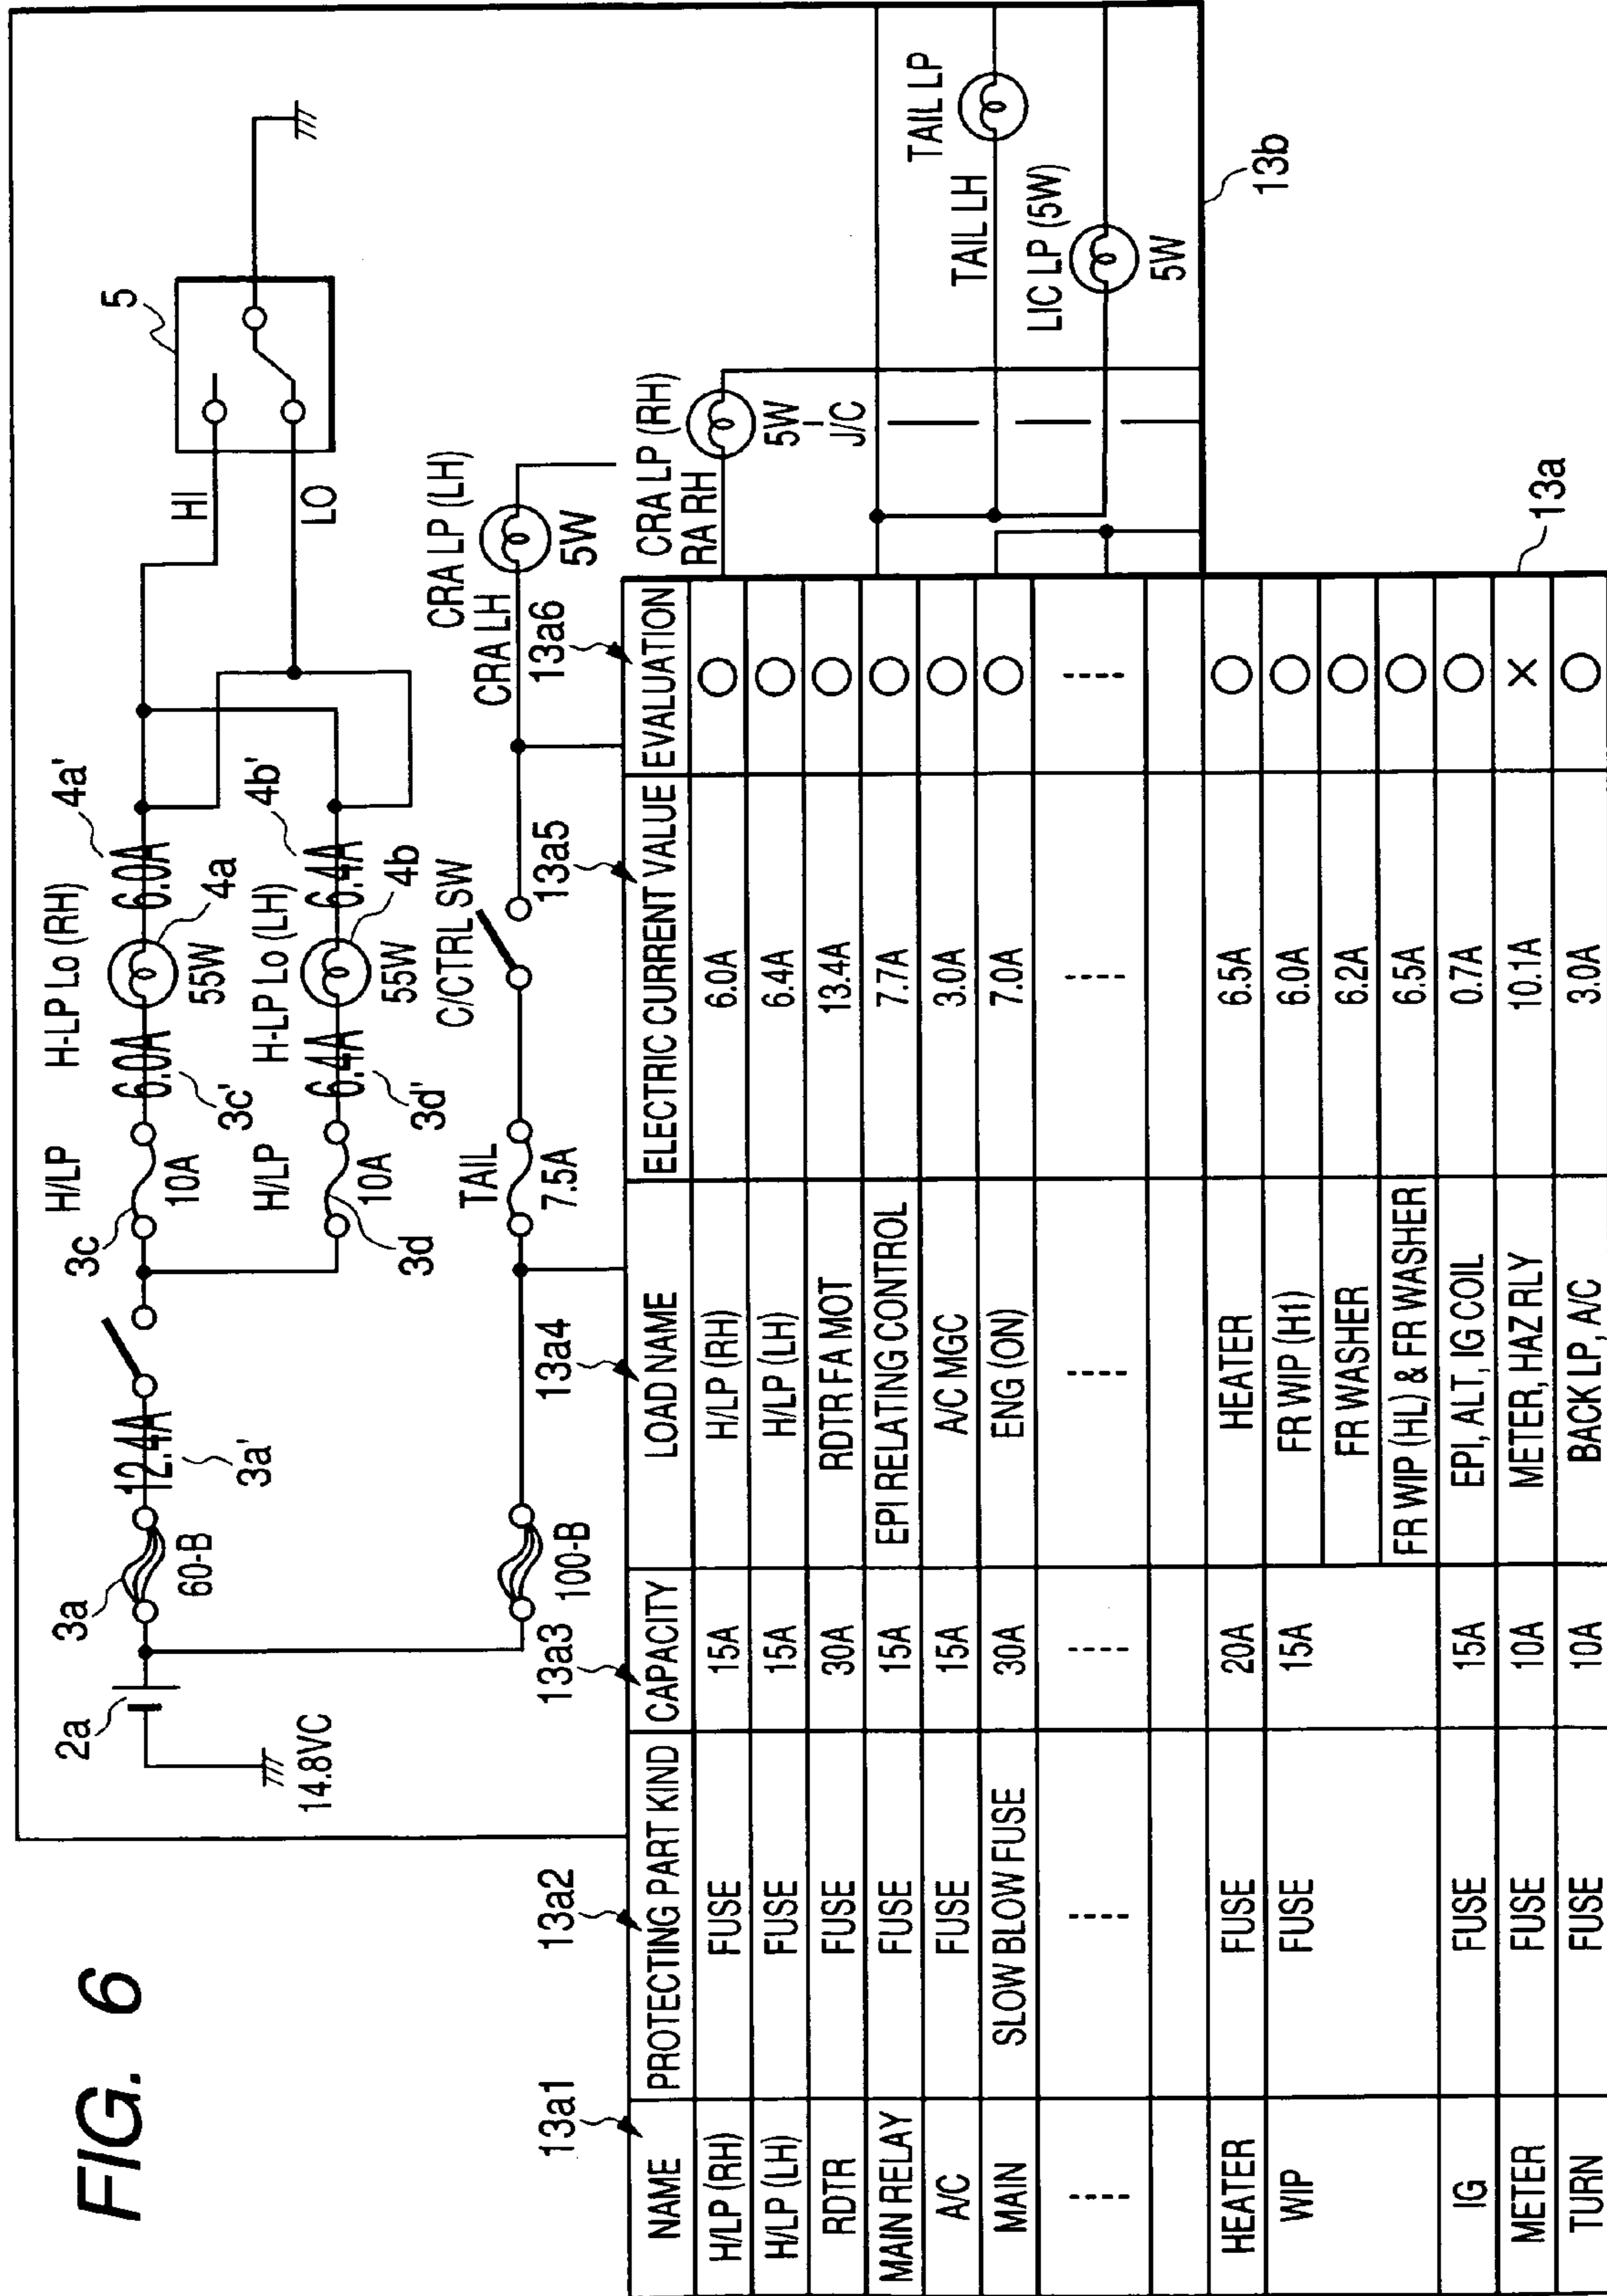 FIG. 6
2a
14.8VC
3a
60-B
12.4A
3a'
3c
H/LP
10A
6.0A
3c'
H-LP Lo (RH)
55W
4a
6.0A
4a'
3d
H/LP
10A
6.4A
3d'
H-LP Lo (LH)
55W
4b
6.4A
4b'
HI
LO
5
100-B
TAIL
7.5A
C/CTRL SW
CRA LH
CRA LP (LH)
5W
CRA LP (RH)
RA RH
5W
J/C
TAIL LP
TAIL LH
LIC LP (5W)
5W
13b
13a
13a1
13a2
13a3
13a4
13a5
13a6
NAME PROTECTING PART KIND CAPACITY LOAD NAME ELECTRIC CURRENT VALUE EVALUATION
H/LP (RH) FUSE 15A H/LP (RH) 6.0A ○
H/LP (LH) FUSE 15A H/LP (LH) 6.4A ○
RDTR FUSE 30A RDTR FA MOT 13.4A ○
MAIN RELAY FUSE 15A EPI RELATING CONTROL 7.7A ○
A/C FUSE 15A A/C MGC 3.0A ○
MAIN SLOW BLOW FUSE 30A ENG (ON) 7.0A ○
---- ---- ---- ---- ---- ----
HEATER FUSE 20A HEATER 6.5A ○
WIP FUSE 15A FR WIP (H1) 6.0A ○
FR WASHER 6.2A ○
FR WIP (HL) & FR WASHER 6.5A ○
IG FUSE 15A EPI, ALT, IG COIL 0.7A ○
METER FUSE 10A METER, HAZ RLY 10.1A ×
TURN FUSE 10A BACK LP, A/C 3.0A ○